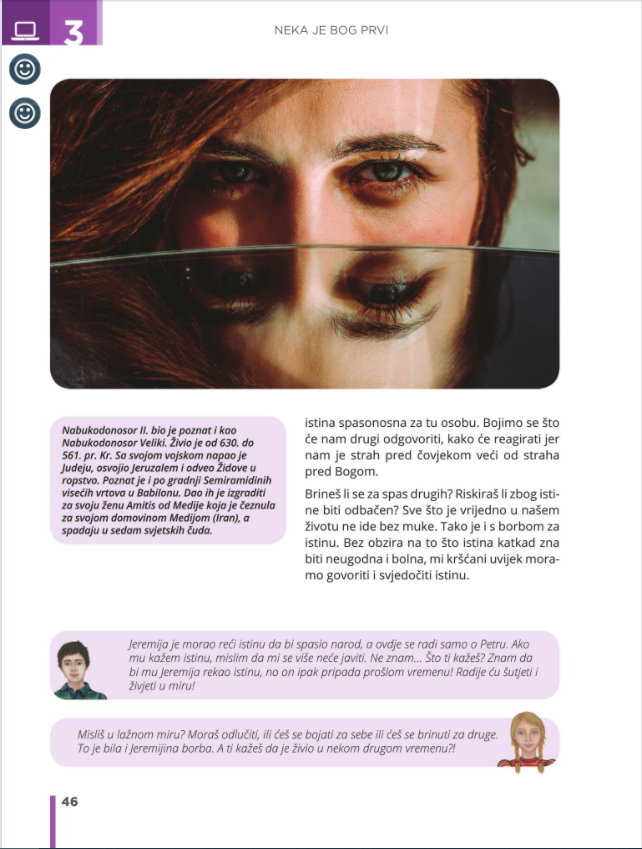 3
NEKA JE BOG PRVI
Nabukodonosor II. bio je poznat i kao
Nabukodonosor Veliki. Živio je od 630. do
561. pr. Kr. Sa svojom vojskom napao je
Judeju, osvojio Jeruzalem i odveo Židove u
ropstvo. Poznat je i po gradnji Semiramidinih
visećih vrtova u Babilonu. Dao ih je izgraditi
za svoju ženu Amitis od Medije koja je čeznula
za svojom domovinom Medijom (Iran), a
spadaju u sedam svjetskih čuda.
istina spasonosna za tu osobu. Bojimo se što
će nam drugi odgovoriti, kako će reagirati jer
nam je strah pred čovjekom veći od straha
pred Bogom.
Brineš li se za spas drugih? Riskiraš li zbog isti-
ne biti odbačen? Sve što je vrijedno u našem
životu ne ide bez muke. Tako je i s borbom za
istinu. Bez obzira na to što istina katkad zna
biti neugodna i bolna, mi kršćani uvijek mora-
mo govoriti i svjedočiti istinu.
Jeremija je morao reći istinu da bi spasio narod, a ovdje se radi samo o Petru. Ako
mu kažem istinu, mislim da mi se više neće javiti. Ne znam... Što ti kažeš? Znam da
bi mu Jeremija rekao istinu, no on ipak pripada prošlom vremenu! Radije ću šutjeti i
živjeti u miru!
Misliš u lažnom miru? Moraš odlučiti, ili ćeš se bojati za sebe ili ćeš se brinuti za druge.
To je bila i Jeremijina borba. A ti kažeš da je živio u nekom drugom vremenu?!
46